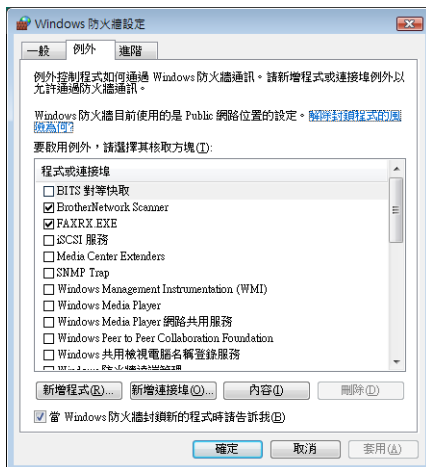 Windows 防火牆設定
一般 例外 進階
例外控制程式如何通過 Windows 防火牆通訊。請新增程式或連接埠例外以
允許通過防火牆通訊。
Windows 防火牆目前使用的是 Public 網路位置的設定。解除封鎖程式的風
險為何?
要啟用例外，請選擇其核取方塊(T):
程式或連接埠
BITS 對等快取
BrotherNetwork Scanner
FAXRX.EXE
iSCSI 服務
Media Center Extenders
SNMP Trap
Windows Management Instrumentation (WMI)
Windows Media Player
Windows Media Player 網路共用服務
Windows Peer to Peer Collaboration Foundation
Windows 共用檢視電腦名稱登錄服務
Windows 防火牆遠端管理
新增程式(R)... 新增連接埠(O)... 內容(I) 刪除(D)
當 Windows 防火牆封鎖新的程式時請告訴我(B)
確定 取消 套用(A)